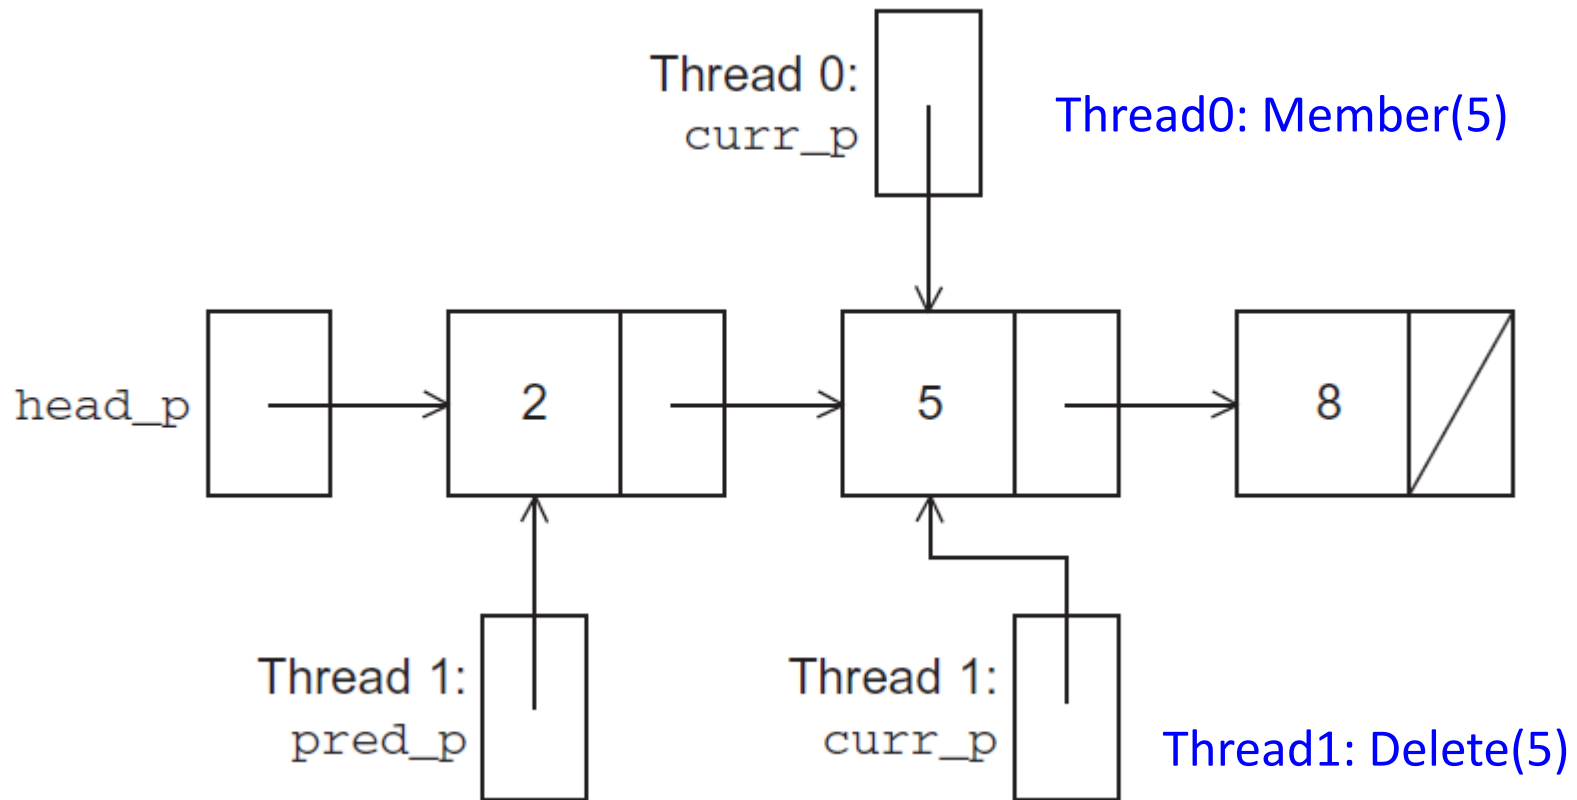 Thread 0:
curr_p
Thread0: Member(5)
head_p
2
5
8
Thread 1:
pred_p
Thread 1:
curr_p
Thread1: Delete(5)